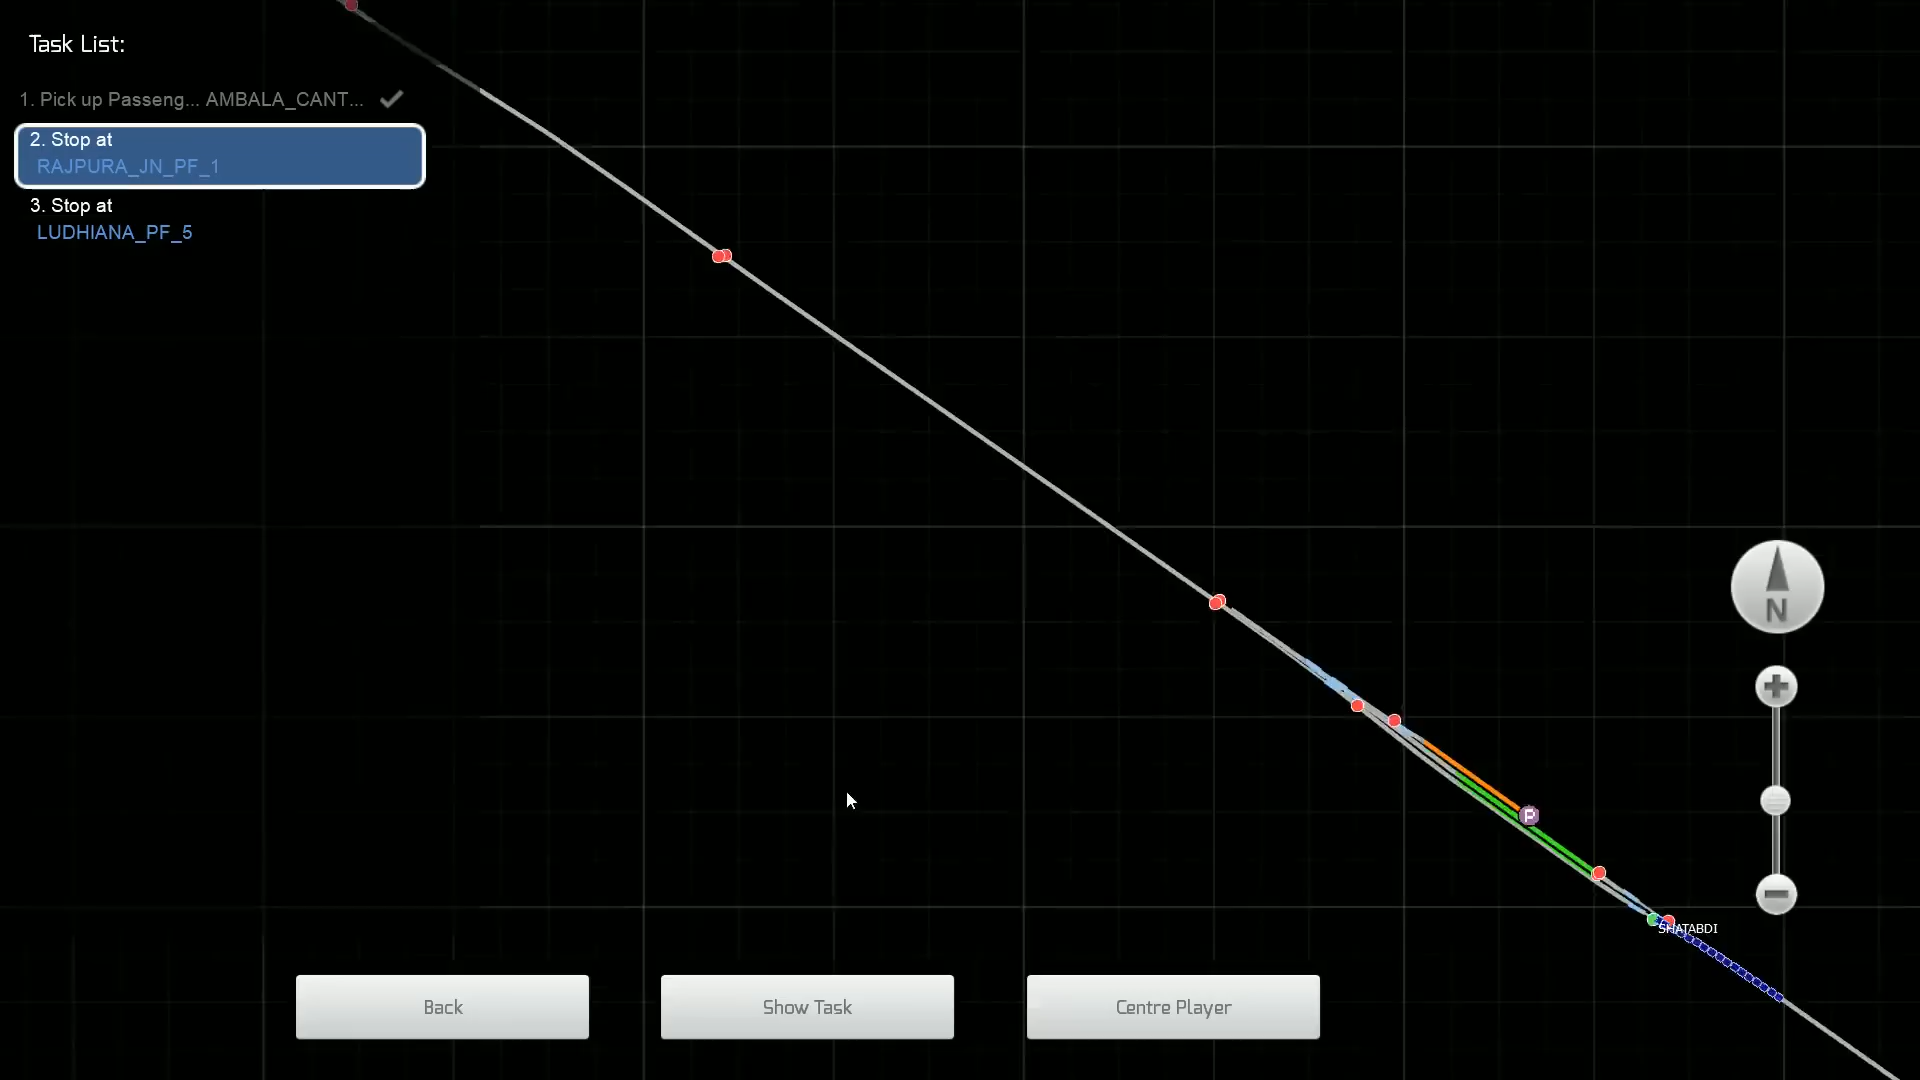 Task List:
1. Pick up Passeng... AMBALA_CANT...
2. Stop at
RAJPURA_JN_PF_1
3. Stop at
LUDHIANA_PF_5
N
P
SHATABDI
Back
Show Task
Centre Player